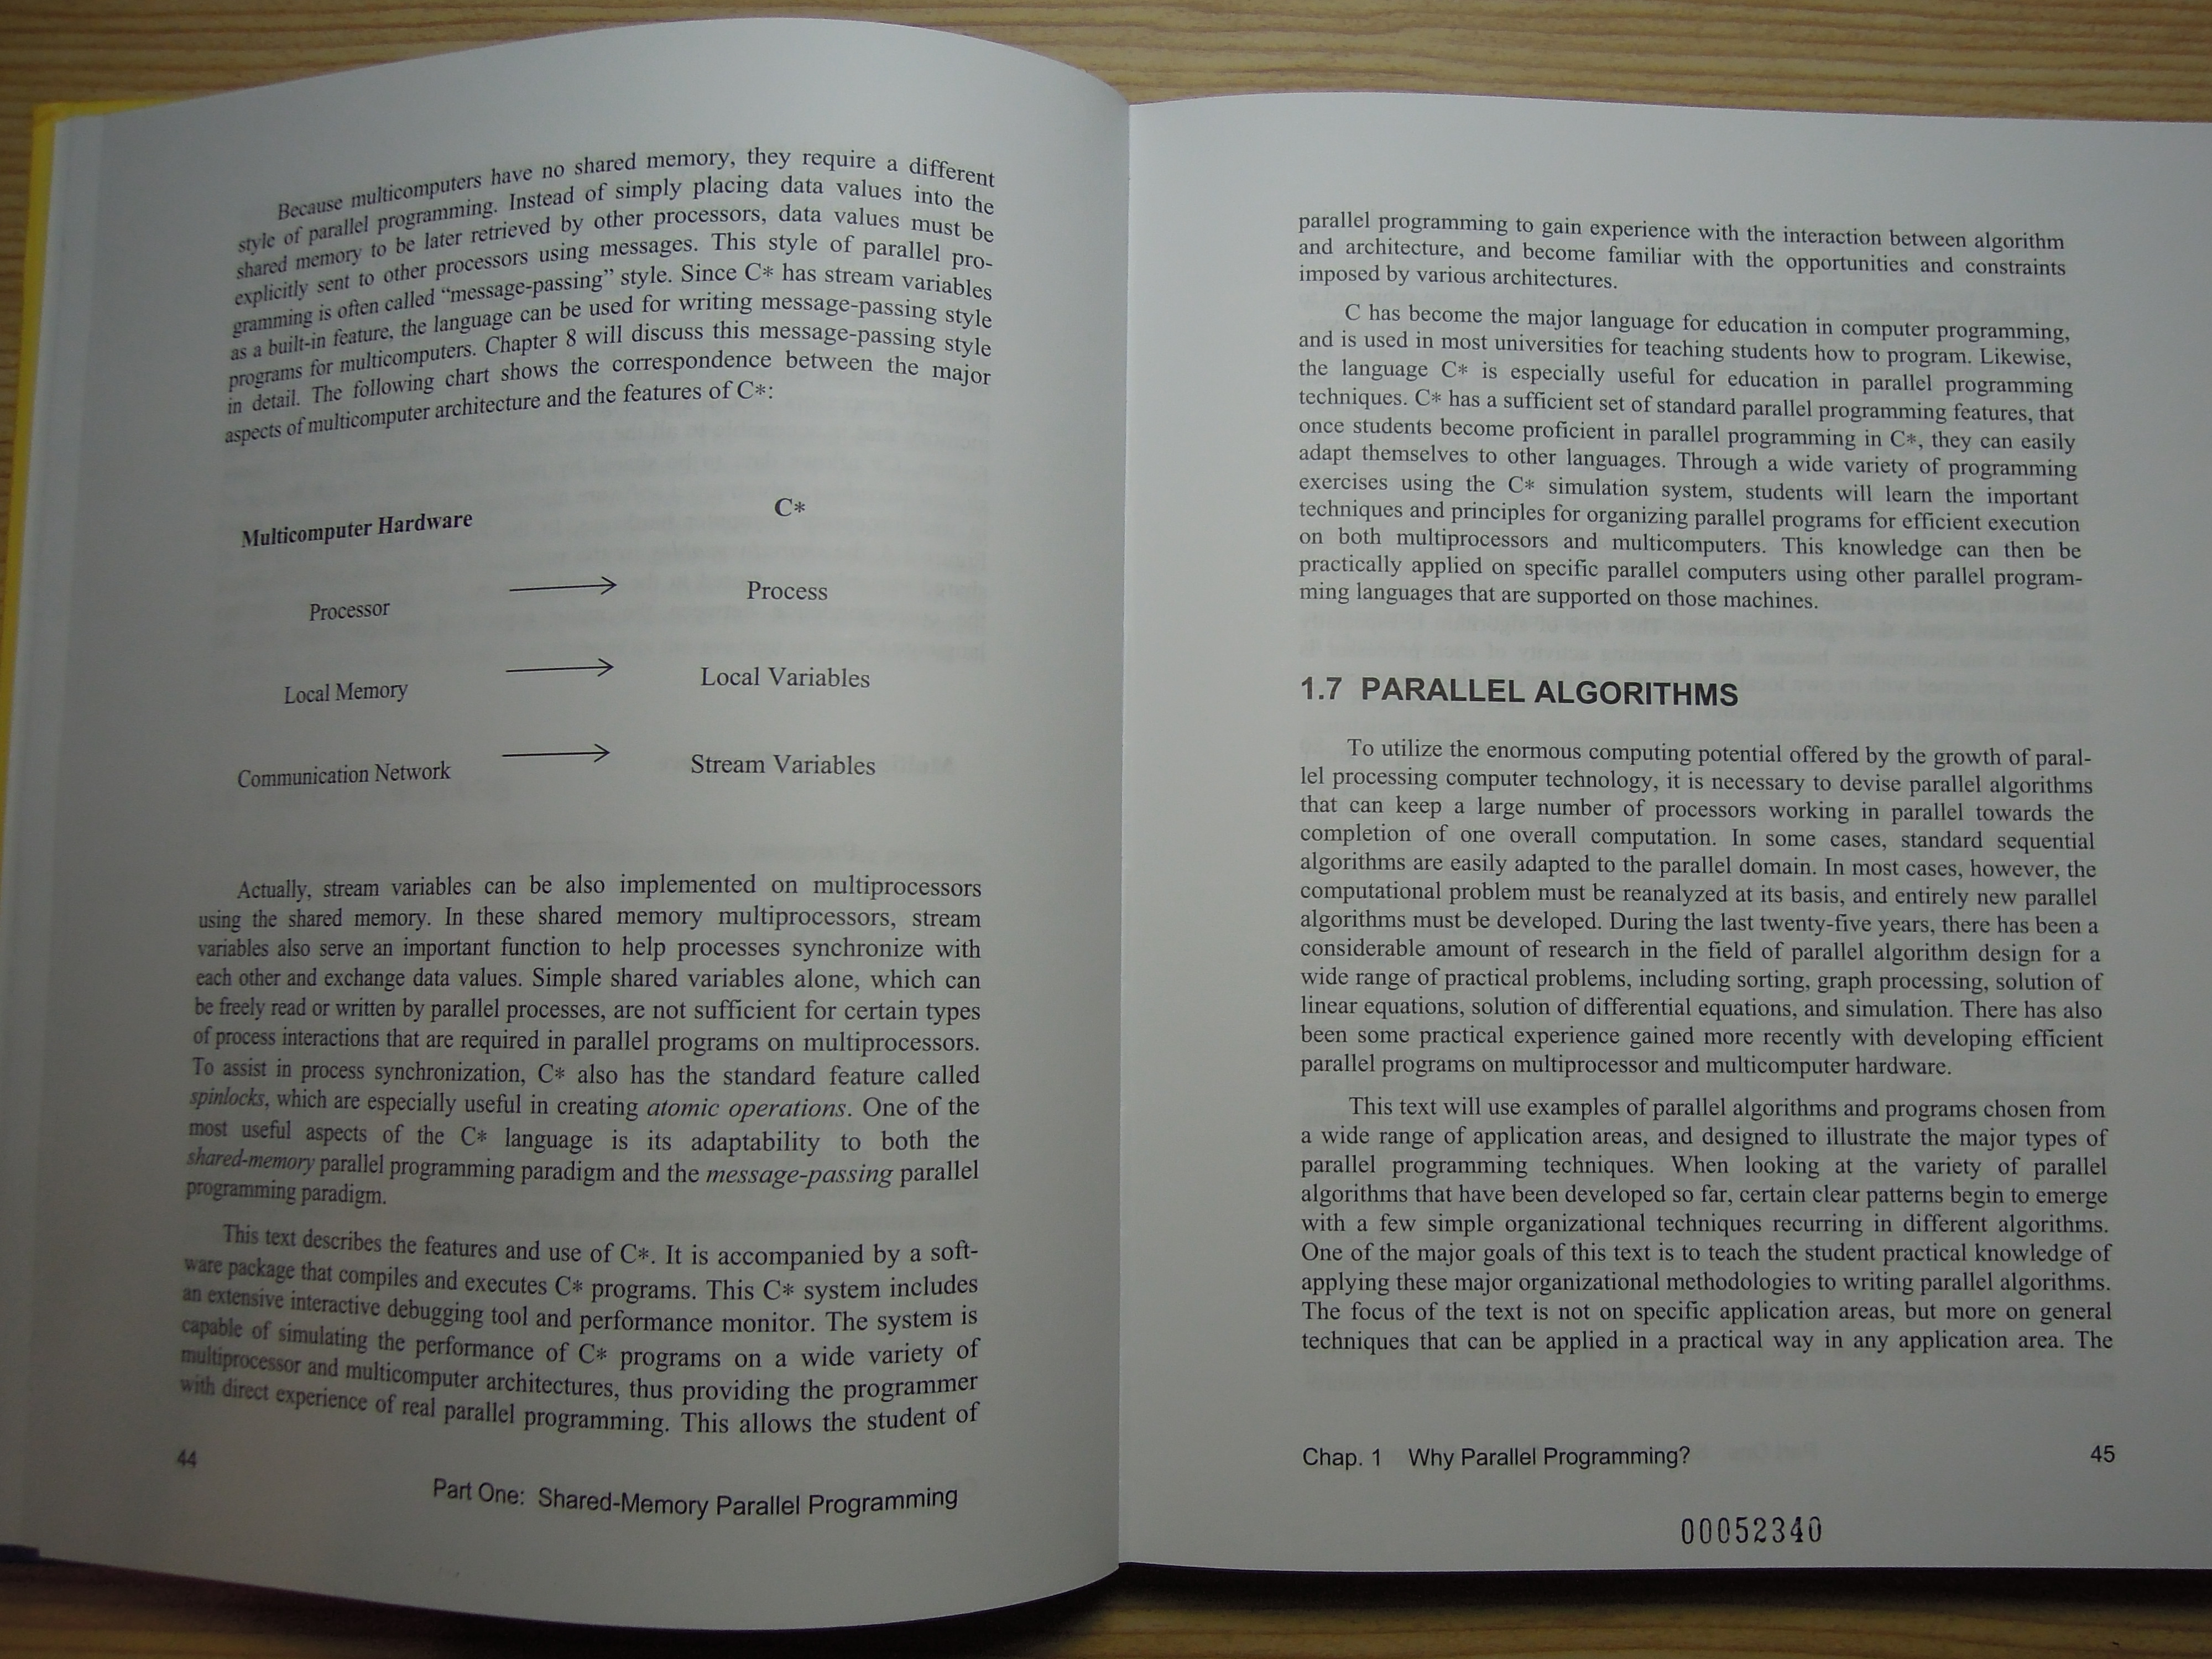 Because multicomputers have no shared memory, they require a different
style of parallel programming. Instead of simply placing data values into the
shared memory to be later retrieved by other processors, data values must be
explicitly sent to other processors using messages. This style of parallel pro-
gramming is often called “message-passing” style. Since C* has stream variables
as a built-in feature, the language can be used for writing message-passing style
programs for multicomputers. Chapter 8 will discuss this message-passing style
in detail. The following chart shows the correspondence between the major
aspects of multicomputer architecture and the features of C*:
Multicomputer Hardware C*
Processor → Process
Local Memory → Local Variables
Communication Network → Stream Variables
Actually, stream variables can be also implemented on multiprocessors
using the shared memory. In these shared memory multiprocessors, stream
variables also serve an important function to help processes synchronize with
each other and exchange data values. Simple shared variables alone, which can
be freely read or written by parallel processes, are not sufficient for certain types
of process interactions that are required in parallel programs on multiprocessors.
To assist in process synchronization, C* also has the standard feature called
spinlocks, which are especially useful in creating atomic operations. One of the
most useful aspects of the C* language is its adaptability to both the
shared-memory parallel programming paradigm and the message-passing parallel
programming paradigm.
This text describes the features and use of C*. It is accompanied by a soft-
ware package that compiles and executes C* programs. This C* system includes
an extensive interactive debugging tool and performance monitor. The system is
capable of simulating the performance of C* programs on a wide variety of
multiprocessor and multicomputer architectures, thus providing the programmer
with direct experience of real parallel programming. This allows the student of
44
Part One: Shared-Memory Parallel Programming
parallel programming to gain experience with the interaction between algorithm
and architecture, and become familiar with the opportunities and constraints
imposed by various architectures.
C has become the major language for education in computer programming,
and is used in most universities for teaching students how to program. Likewise,
the language C* is especially useful for education in parallel programming
techniques. C* has a sufficient set of standard parallel programming features, that
once students become proficient in parallel programming in C*, they can easily
adapt themselves to other languages. Through a wide variety of programming
exercises using the C* simulation system, students will learn the important
techniques and principles for organizing parallel programs for efficient execution
on both multiprocessors and multicomputers. This knowledge can then be
practically applied on specific parallel computers using other parallel program-
ming languages that are supported on those machines.
1.7 PARALLEL ALGORITHMS
To utilize the enormous computing potential offered by the growth of paral-
lel processing computer technology, it is necessary to devise parallel algorithms
that can keep a large number of processors working in parallel towards the
completion of one overall computation. In some cases, standard sequential
algorithms are easily adapted to the parallel domain. In most cases, however, the
computational problem must be reanalyzed at its basis, and entirely new parallel
algorithms must be developed. During the last twenty-five years, there has been a
considerable amount of research in the field of parallel algorithm design for a
wide range of practical problems, including sorting, graph processing, solution of
linear equations, solution of differential equations, and simulation. There has also
been some practical experience gained more recently with developing efficient
parallel programs on multiprocessor and multicomputer hardware.
This text will use examples of parallel algorithms and programs chosen from
a wide range of application areas, and designed to illustrate the major types of
parallel programming techniques. When looking at the variety of parallel
algorithms that have been developed so far, certain clear patterns begin to emerge
with a few simple organizational techniques recurring in different algorithms.
One of the major goals of this text is to teach the student practical knowledge of
applying these major organizational methodologies to writing parallel algorithms.
The focus of the text is not on specific application areas, but more on general
techniques that can be applied in a practical way in any application area. The
Chap. 1 Why Parallel Programming? 45
00052340